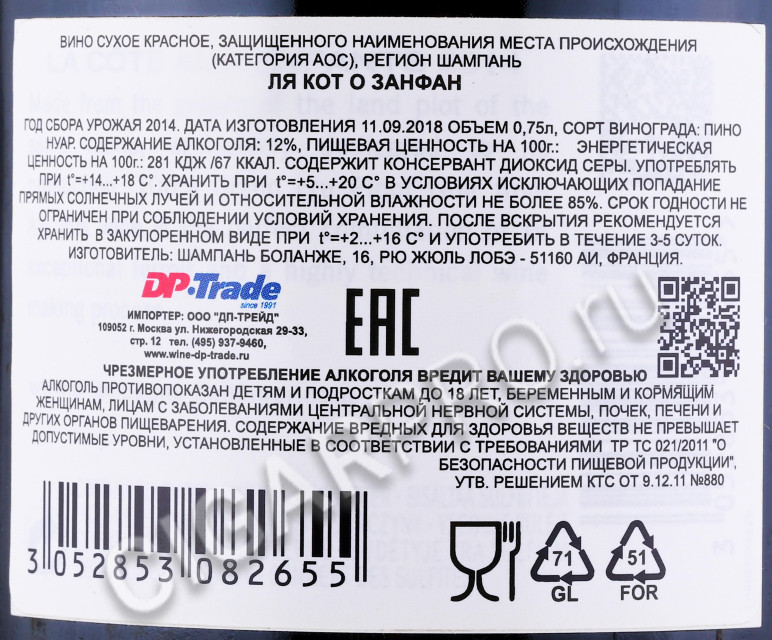 ВИНО СУХОЕ КРАСНОЕ, ЗАЩИЩЕННОГО НАИМЕНОВАНИЯ МЕСТА ПРОИСХОЖДЕНИЯ
(КАТЕГОРИЯ АОС), РЕГИОН ШАМПАНЬ
ЛЯ КОТ О ЗАНФАН
ГОД СБОРА УРОЖАЯ 2014. ДАТА ИЗГОТОВЛЕНИЯ 11.09.2018 ОБЪЕМ 0,75л, СОРТ ВИНОГРАДА: ПИНО
НУАР. СОДЕРЖАНИЕ АЛКОГОЛЯ: 12%, ПИЩЕВАЯ ЦЕННОСТЬ НА 100г.: ЭНЕРГЕТИЧЕСКАЯ
ЦЕННОСТЬ НА 100г.: 281 КДЖ /67 ККАЛ. СОДЕРЖИТ КОНСЕРВАНТ ДИОКСИД СЕРЫ. УПОТРЕБЛЯТЬ
ПРИ t°=+14...+18 С°. ХРАНИТЬ ПРИ t°=+5...+20 С° В УСЛОВИЯХ ИСКЛЮЧАЮЩИХ ПОПАДАНИЕ
ПРЯМЫХ СОЛНЕЧНЫХ ЛУЧЕЙ И ОТНОСИТЕЛЬНОЙ ВЛАЖНОСТИ НЕ БОЛЕЕ 85%. СРОК ГОДНОСТИ НЕ
ОГРАНИЧЕН ПРИ СОБЛЮДЕНИИ УСЛОВИЙ ХРАНЕНИЯ. ПОСЛЕ ВСКРЫТИЯ РЕКОМЕНДУЕТСЯ
ХРАНИТЬ В ЗАКУПОРЕННОМ ВИДЕ ПРИ t°=+2...+16 С° И УПОТРЕБИТЬ В ТЕЧЕНИЕ 3-5 СУТОК.
ИЗГОТОВИТЕЛЬ: ШАМПАНЬ БОЛАНЖЕ, 16, РЮ ЖЮЛЬ ЛОБЭ - 51160 АИ, ФРАНЦИЯ.
DP·Trade
since 1991
ИМПОРТЕР: ООО "ДП-ТРЕЙД"
109052 г. Москва ул. Нижегородская 29-33,
стр. 12 тел. (495) 937-9460,
www.wine-dp-trade.ru
EAC
ЧРЕЗМЕРНОЕ УПОТРЕБЛЕНИЕ АЛКОГОЛЯ ВРЕДИТ ВАШЕМУ ЗДОРОВЬЮ
АЛКОГОЛЬ ПРОТИВОПОКАЗАН ДЕТЯМ И ПОДРОСТКАМ ДО 18 ЛЕТ, БЕРЕМЕННЫМ И КОРМЯЩИМ
ЖЕНЩИНАМ, ЛИЦАМ С ЗАБОЛЕВАНИЯМИ ЦЕНТРАЛЬНОЙ НЕРВНОЙ СИСТЕМЫ, ПОЧЕК, ПЕЧЕНИ И
ДРУГИХ ОРГАНОВ ПИЩЕВАРЕНИЯ. СОДЕРЖАНИЕ ВРЕДНЫХ ДЛЯ ЗДОРОВЬЯ ВЕЩЕСТВ НЕ ПРЕВЫШАЕТ
ДОПУСТИМЫЕ УРОВНИ, УСТАНОВЛЕННЫЕ В СООТВЕТСТВИИ С ТРЕБОВАНИЯМИ ТР ТС 021/2011 "О
БЕЗОПАСНОСТИ ПИЩЕВОЙ ПРОДУКЦИИ",
УТВ. РЕШЕНИЕМ КТС ОТ 9.12.11 №880
3 052853 082655
71
GL
51
FOR
CIGARPRO.ru